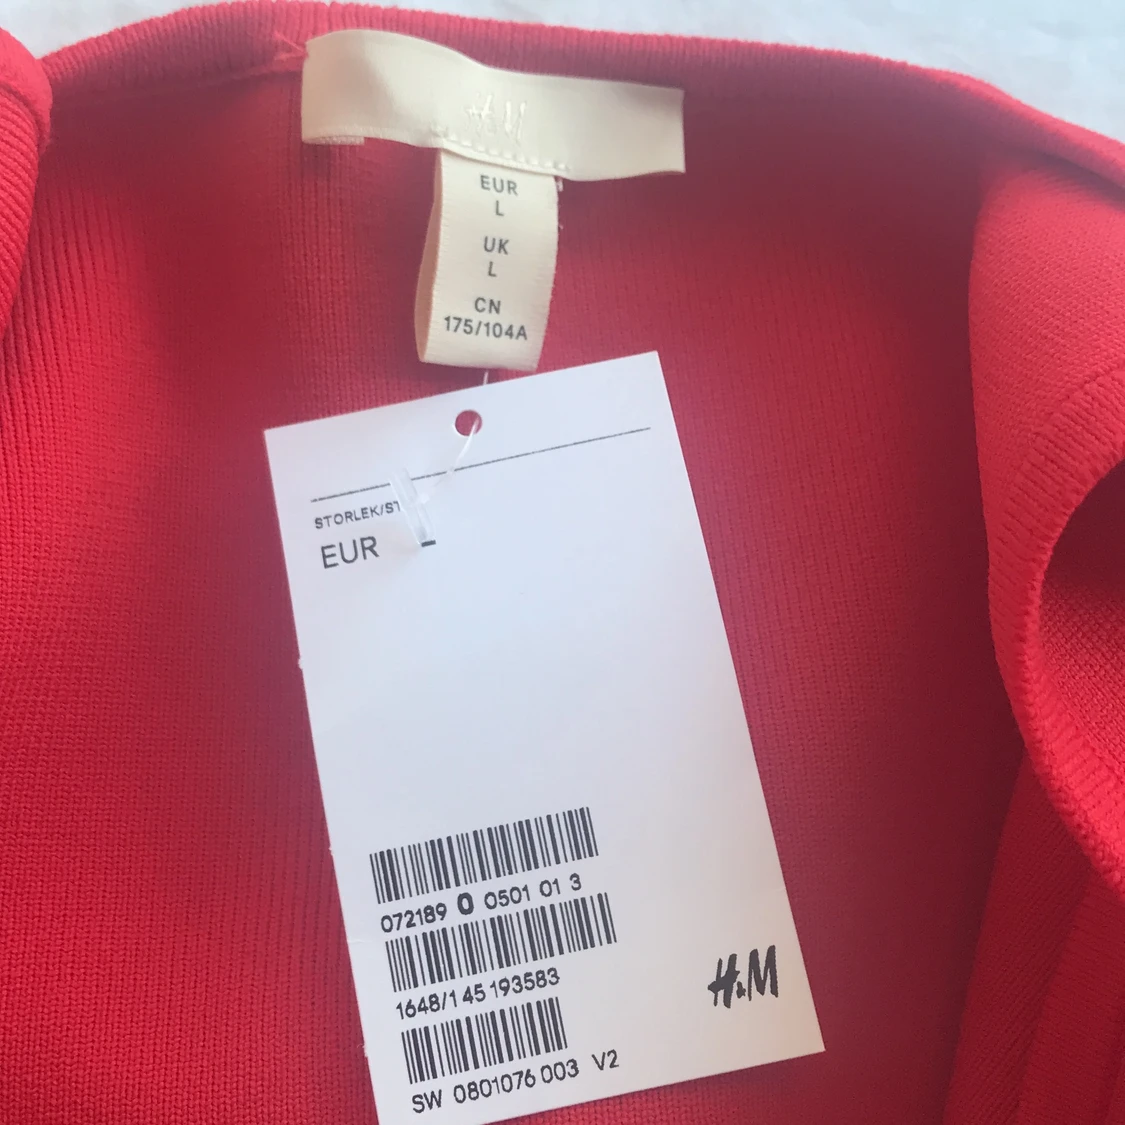 H&M
EUR
L
UK
L
CN
175/104A
STORLEK/
EUR
072189 0 0501 01 3
1648/1 45 193583
H&M
SW 0801076 003 V2